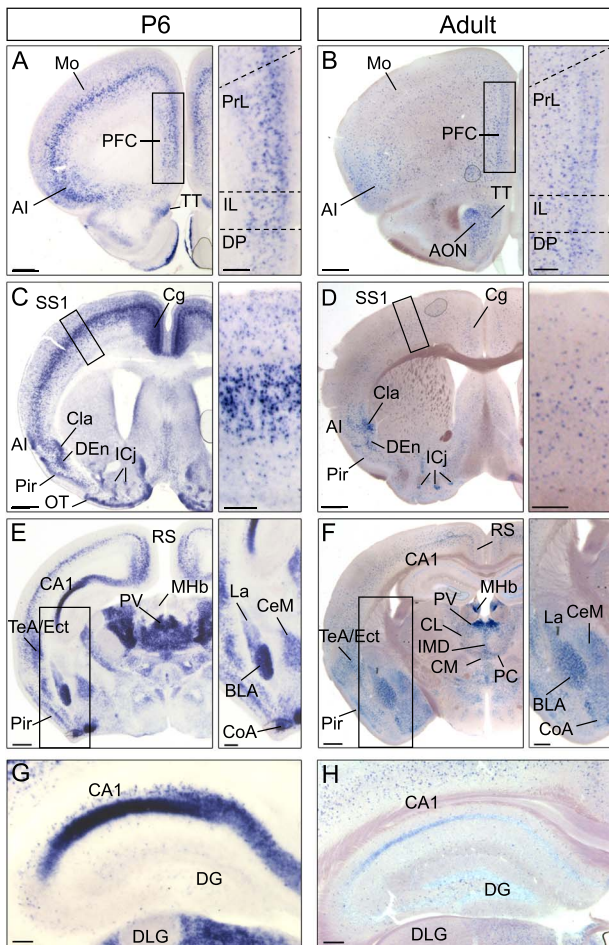 P6 Adult
A Mo PrL B Mo PrL
PFC PFC
AI TT IL AI TT IL
DP AON DP
C SS1 Cg D SS1 Cg
Cla Cla
AI DEn ICj AI DEn ICj
Pir Pir
OT
E RS F RS
CA1 MHb CA1 MHb
PV La CeM PV La CeM
TeA/Ect TeA/Ect CL
IMD
BLA CM PC BLA
Pir CoA Pir CoA
G CA1 H CA1
DG DG
DLG DLG